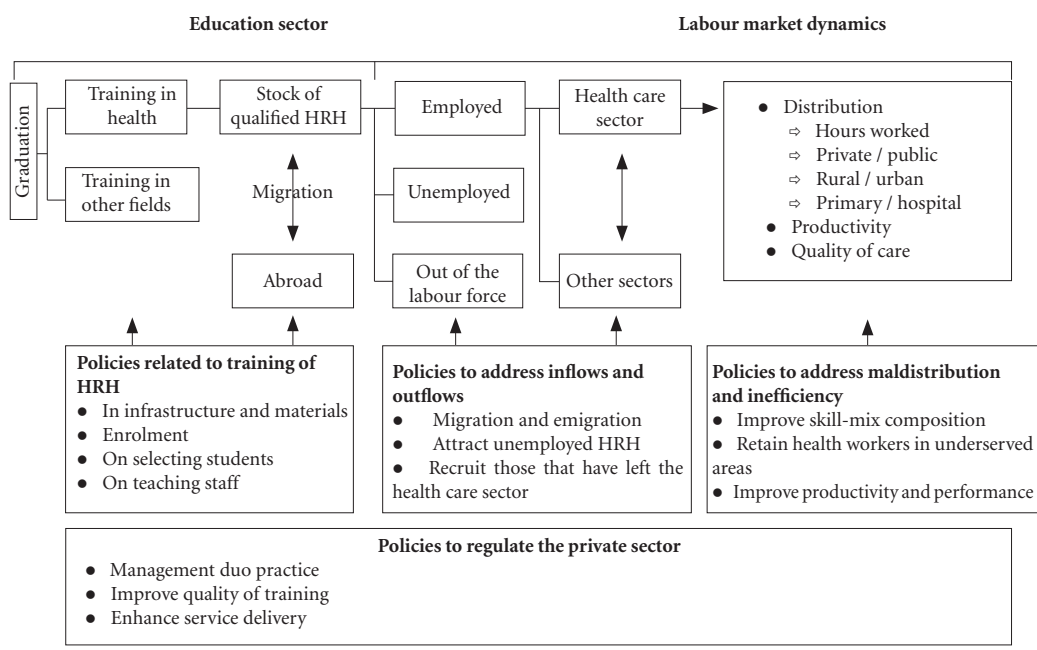 Education sector
Labour market dynamics
Graduation
Training in
health
Training in
other fields
Stock of
qualified HRH
Migration
Abroad
Employed
Unemployed
Out of the
labour force
Health care
sector
Other sectors
● Distribution
⇨ Hours worked
⇨ Private / public
⇨ Rural / urban
⇨ Primary / hospital
● Productivity
● Quality of care
Policies related to training of
HRH
● In infrastructure and materials
● Enrolment
● On selecting students
● On teaching staff
Policies to address inflows and
outflows
● Migration and emigration
● Attract unemployed HRH
● Recruit those that have left the
health care sector
Policies to address maldistribution
and inefficiency
● Improve skill-mix composition
● Retain health workers in underserved
areas
● Improve productivity and performance
Policies to regulate the private sector
● Management duo practice
● Improve quality of training
● Enhance service delivery